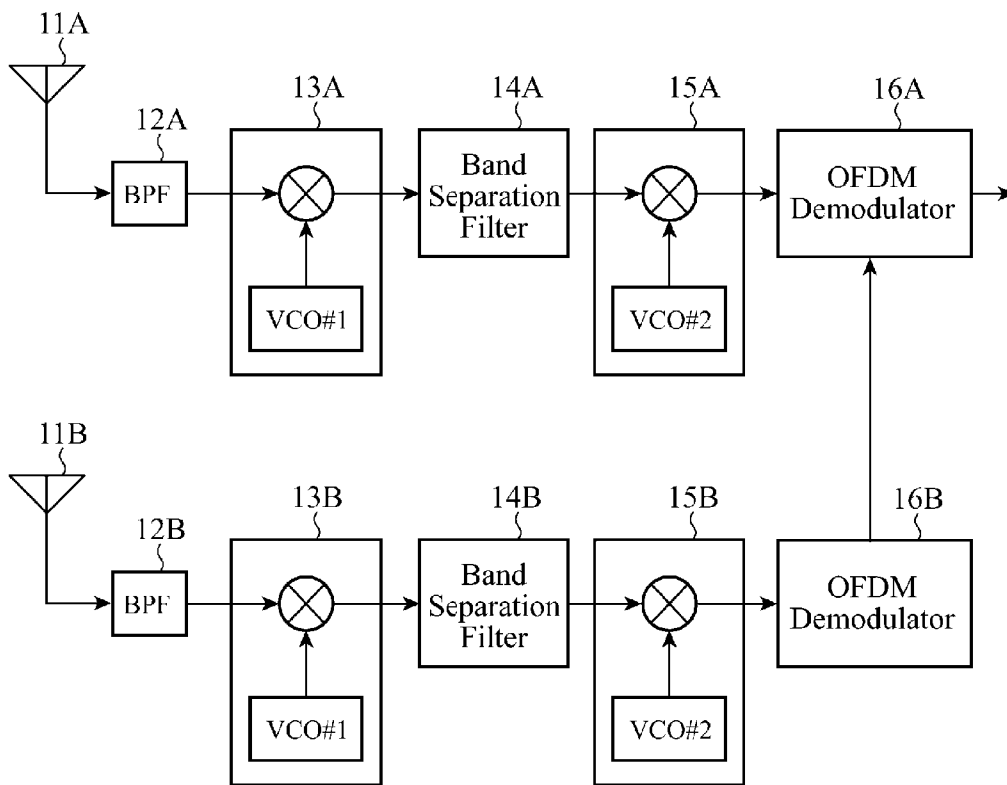 11A
12A
13A
14A
15A
16A
BPF
Band
Separation
Filter
OFDM
Demodulator
VCO#1
VCO#2
11B
12B
13B
14B
15B
16B
BPF
Band
Separation
Filter
OFDM
Demodulator
VCO#1
VCO#2